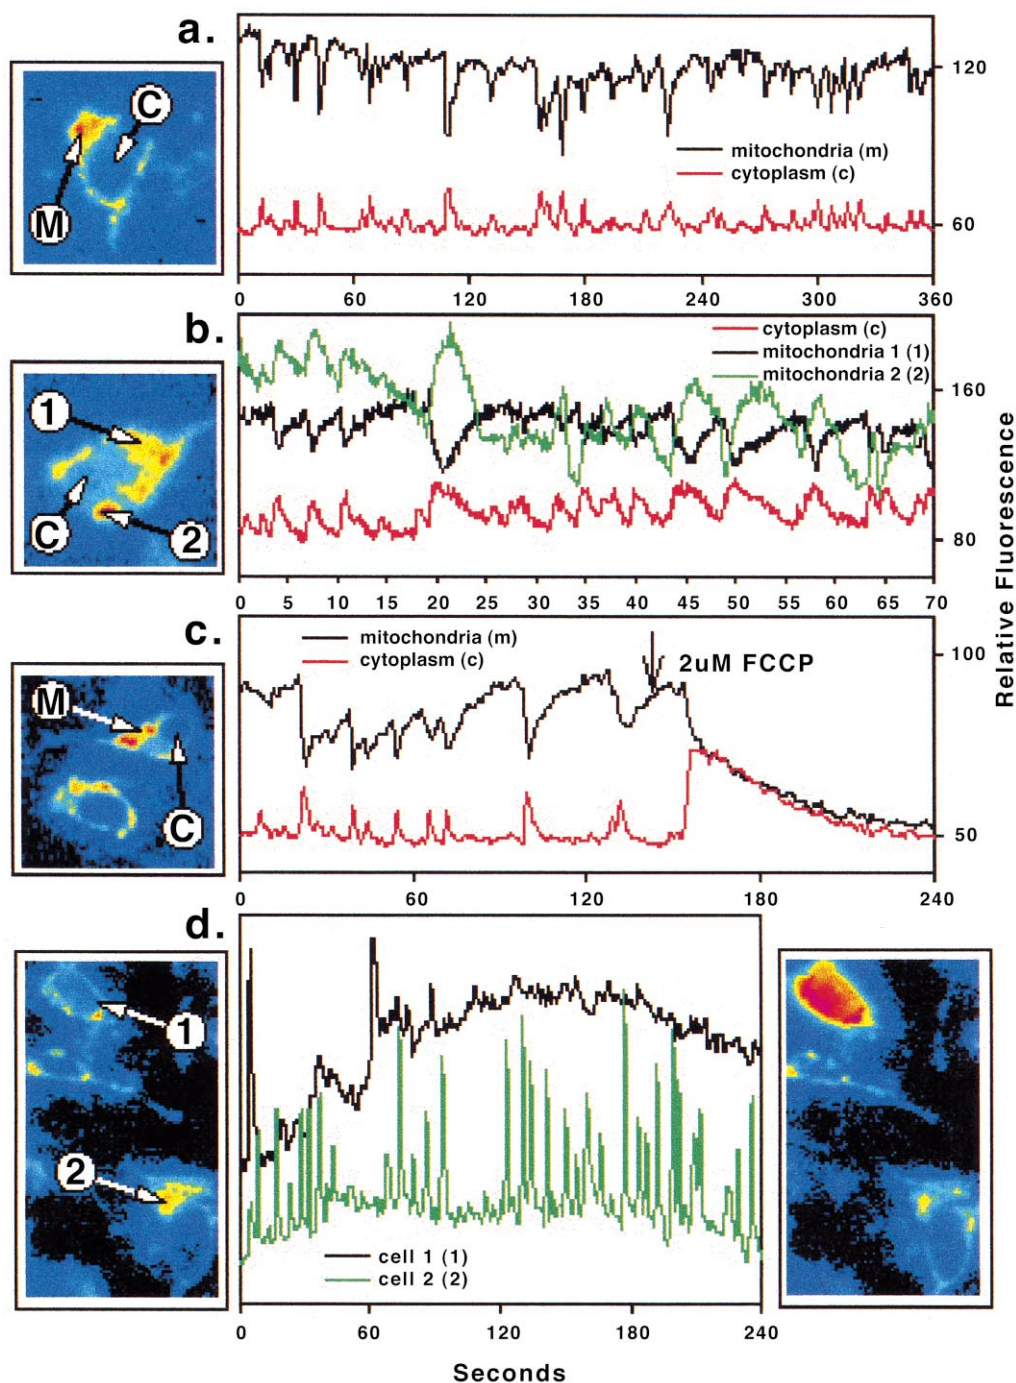 a.
C
M
mitochondria (m)
cytoplasm (c)
120
60
0 60 120 180 240 300 360
b.
1
C
2
cytoplasm (c)
mitochondria 1 (1)
mitochondria 2 (2)
160
80
0 5 10 15 20 25 30 35 40 45 50 55 60 65 70
Relative Fluorescence
c.
M
C
mitochondria (m)
cytoplasm (c)
2uM FCCP
100
50
0 60 120 180 240
d.
1
2
cell 1 (1)
cell 2 (2)
0 60 120 180 240
Seconds